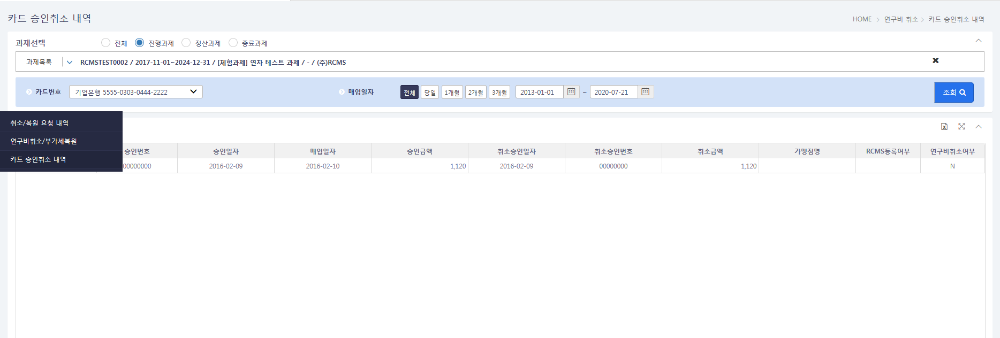 카드 승인취소 내역
HOME > 연구비 취소 > 카드 승인취소 내역
과제선택 전체 진행과제 정산과제 종료과제
과제목록 RCMSTEST0002 / 2017-11-01~2024-12-31 / [체험과제] 연차 테스트 과제 / - / (주)RCMS
카드번호 기업은행 5555-0303-0444-2222 매입일자 전체 당일 1개월 2개월 3개월 2013-01-01 ~ 2020-07-21 조회
취소/복원 요청 내역
연구비취소/부가세복원
카드 승인취소 내역
승인번호 승인일자 매입일자 승인금액 취소승인일자 취소승인번호 취소금액 가맹점명 RCMS등록여부 연구비취소여부
00000000 2016-02-09 2016-02-10 1,120 2016-02-09 00000000 1,120 N